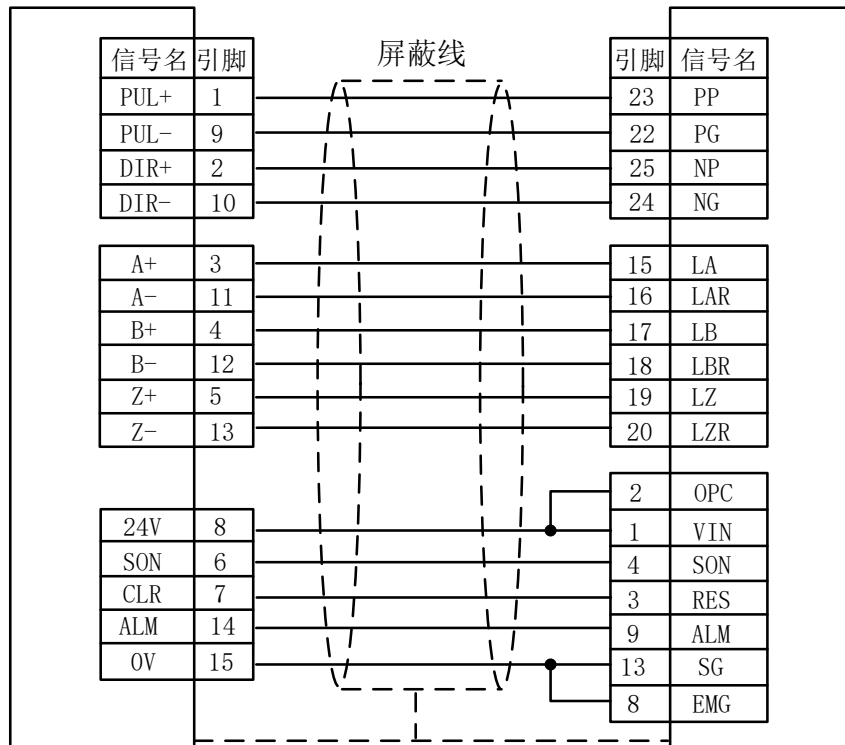 屏蔽线
信号名 引脚 引脚 信号名
PUL+ 1 23 PP
PUL- 9 22 PG
DIR+ 2 25 NP
DIR- 10 24 NG
A+ 3 15 LA
A- 11 16 LAR
B+ 4 17 LB
B- 12 18 LBR
Z+ 5 19 LZ
Z- 13 20 LZR
2 OPC
24V 8 1 VIN
SON 6 4 SON
CLR 7 3 RES
ALM 14 9 ALM
0V 15 13 SG
8 EMG